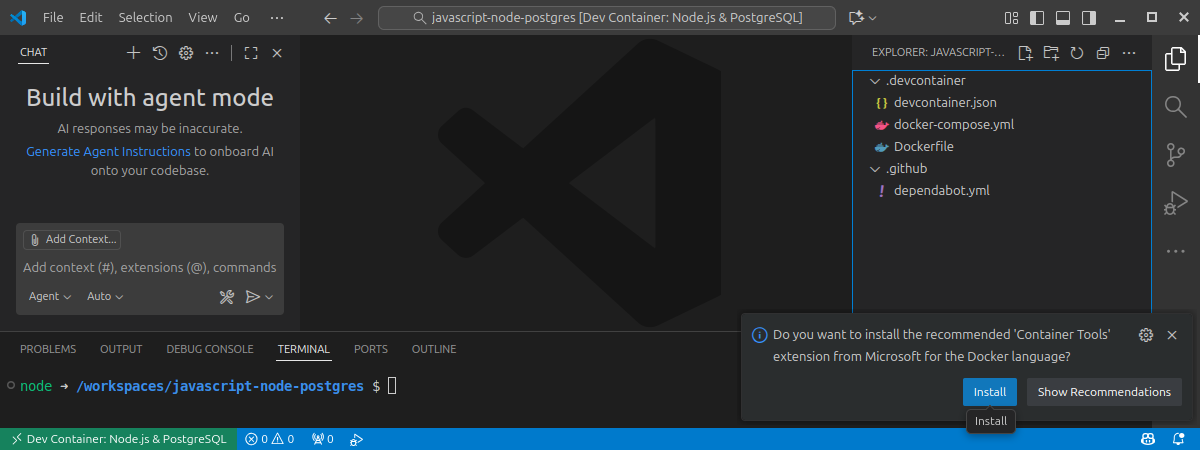 File Edit Selection View Go ···
javascript-node-postgres [Dev Container: Node.js & PostgreSQL]
CHAT
Build with agent mode
AI responses may be inaccurate.
Generate Agent Instructions to onboard AI
onto your codebase.
Add Context...
Add context (#), extensions (@), commands
Agent Auto
EXPLORER: JAVASCRIPT-...
.devcontainer
{} devcontainer.json
docker-compose.yml
Dockerfile
.github
! dependabot.yml
PROBLEMS OUTPUT DEBUG CONSOLE TERMINAL PORTS OUTLINE
node ➜ /workspaces/javascript-node-postgres $
Do you want to install the recommended 'Container Tools'
extension from Microsoft for the Docker language?
Install Show Recommendations
Install
Dev Container: Node.js & PostgreSQL 0 0 0